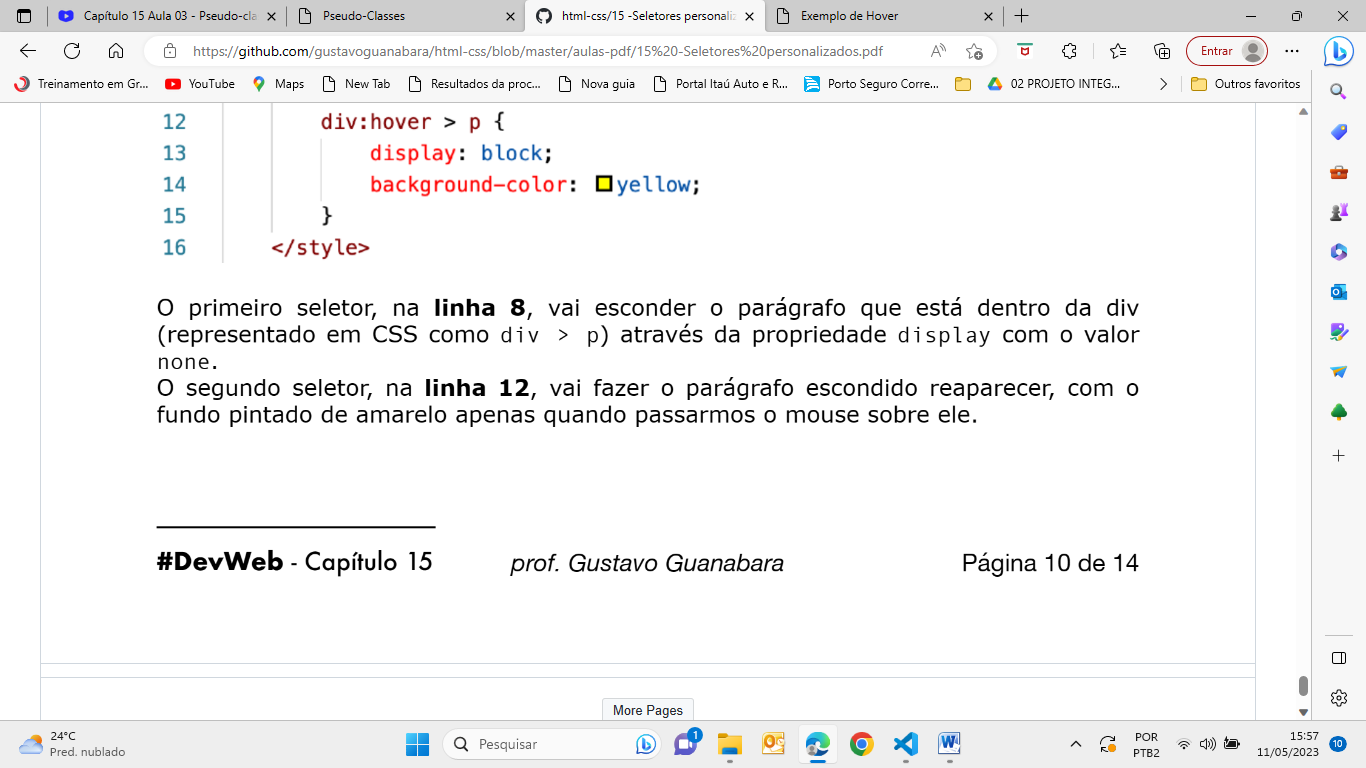 Capítulo 15 Aula 03 - Pseudo-cla
Pseudo-Classes
html-css/15 -Seletores personaliz
Exemplo de Hover
https://github.com/gustavoguanabara/html-css/blob/master/aulas-pdf/15%20-Seletores%20personalizados.pdf
Entrar
Treinamento em Gr...
YouTube
Maps
New Tab
Resultados da proc...
Nova guia
Portal Itaú Auto e R...
Porto Seguro Corre...
02 PROJETO INTEG...
Outros favoritos
12 div:hover > p {
13 display: block;
14 background-color: yellow;
15 }
16 </style>
O primeiro seletor, na linha 8, vai esconder o parágrafo que está dentro da div
(representado em CSS como div > p) através da propriedade display com o valor
none.
O segundo seletor, na linha 12, vai fazer o parágrafo escondido reaparecer, com o
fundo pintado de amarelo apenas quando passarmos o mouse sobre ele.
#DevWeb - Capítulo 15 prof. Gustavo Guanabara Página 10 de 14
More Pages
24°C
Pred. nublado
Pesquisar
1
POR
PTB2
15:57
11/05/2023
10